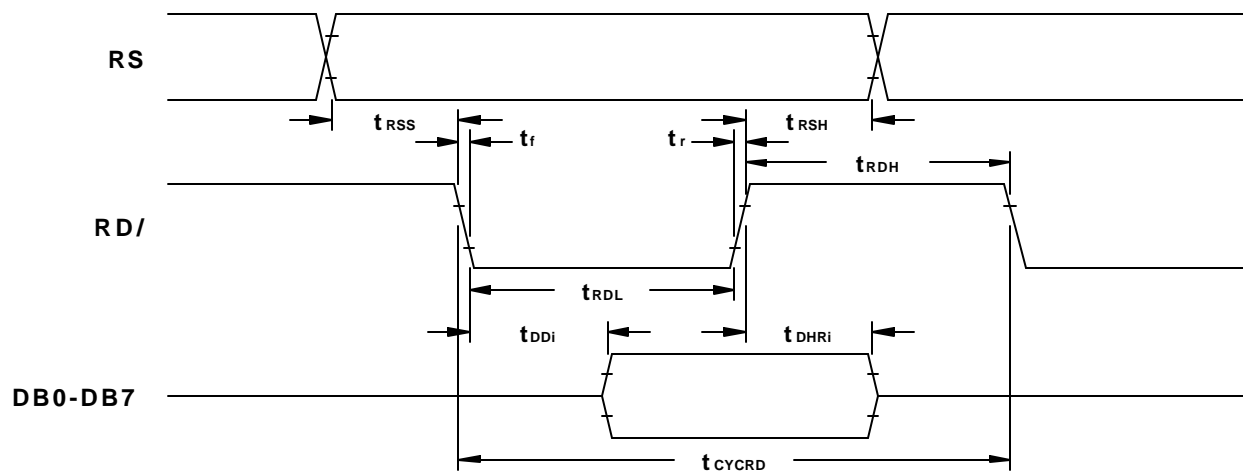 RS
tRSS
tRSH
tf
tr
tRDH
RD/
tRDL
tDDi
tDHRi
DB0-DB7
tCYCRD